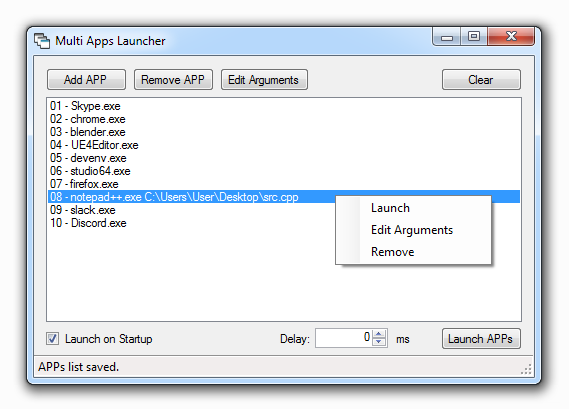 Multi Apps Launcher
Add APP Remove APP Edit Arguments Clear
01 - Skype.exe
02 - chrome.exe
03 - blender.exe
04 - UE4Editor.exe
05 - devenv.exe
06 - studio64.exe
07 - firefox.exe
08 - notepad++.exe C:\Users\User\Desktop\src.cpp
09 - slack.exe
10 - Discord.exe
Launch
Edit Arguments
Remove
Launch on Startup Delay: 0 ms Launch APPs
APPs list saved.